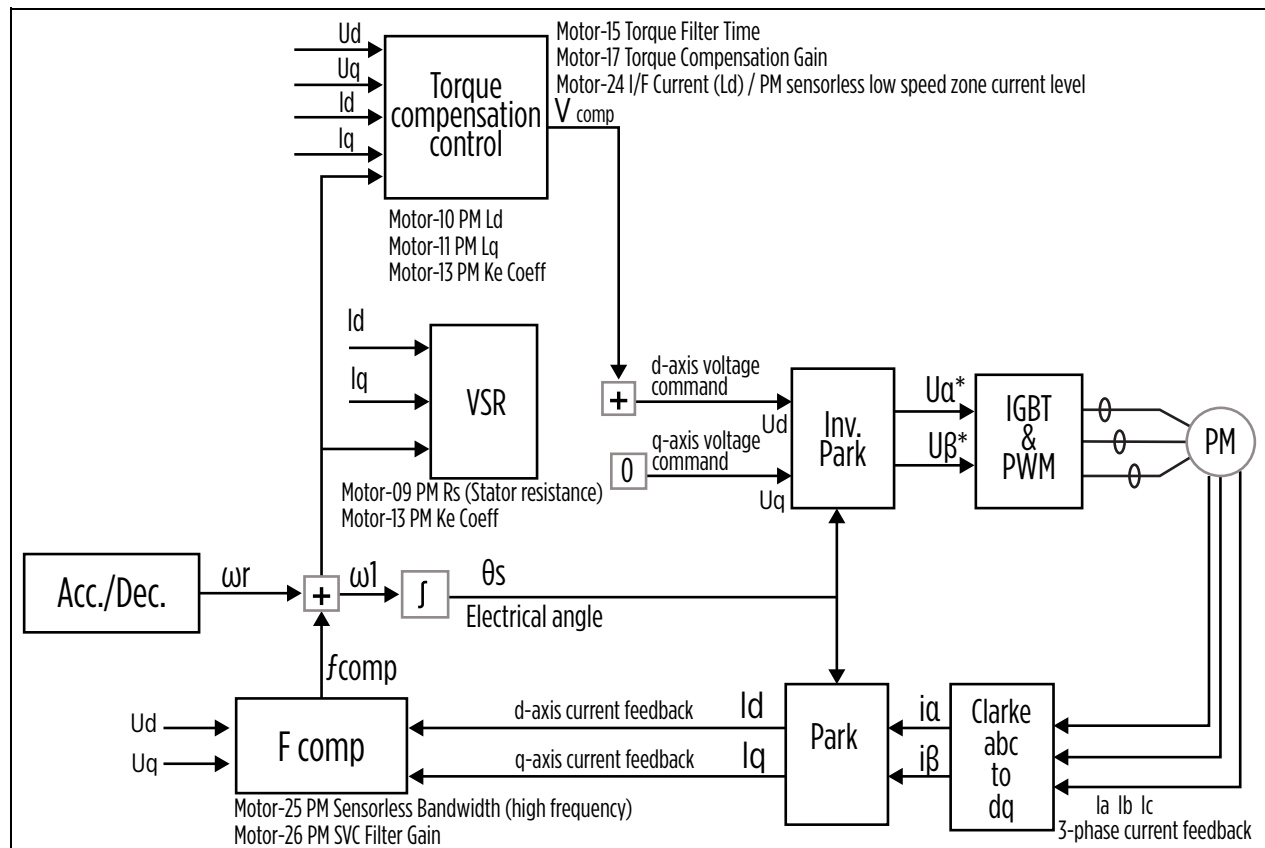 Ud
Uq
Id
Iq
Torque
compensation
control
Motor-15 Torque Filter Time
Motor-17 Torque Compensation Gain
Motor-24 I/F Current (Ld) / PM sensorless low speed zone current level
V comp
Motor-10 PM Ld
Motor-11 PM Lq
Motor-13 PM Ke Coeff
Id
Iq
VSR
Motor-09 PM Rs (Stator resistance)
Motor-13 PM Ke Coeff
+
d-axis voltage
command
Ud
0
q-axis voltage
command
Uq
Inv.
Park
Uα*
Uβ*
IGBT
&
PWM
PM
Acc./Dec.
ωr
+
ω1
∫
θs
Electrical angle
ƒcomp
Ud
Uq
F comp
Motor-25 PM Sensorless Bandwidth (high frequency)
Motor-26 PM SVC Filter Gain
d-axis current feedback
Id
q-axis current feedback
Iq
Park
iα
iβ
Clarke
abc
to
dq
Ia Ib Ic
3-phase current feedback